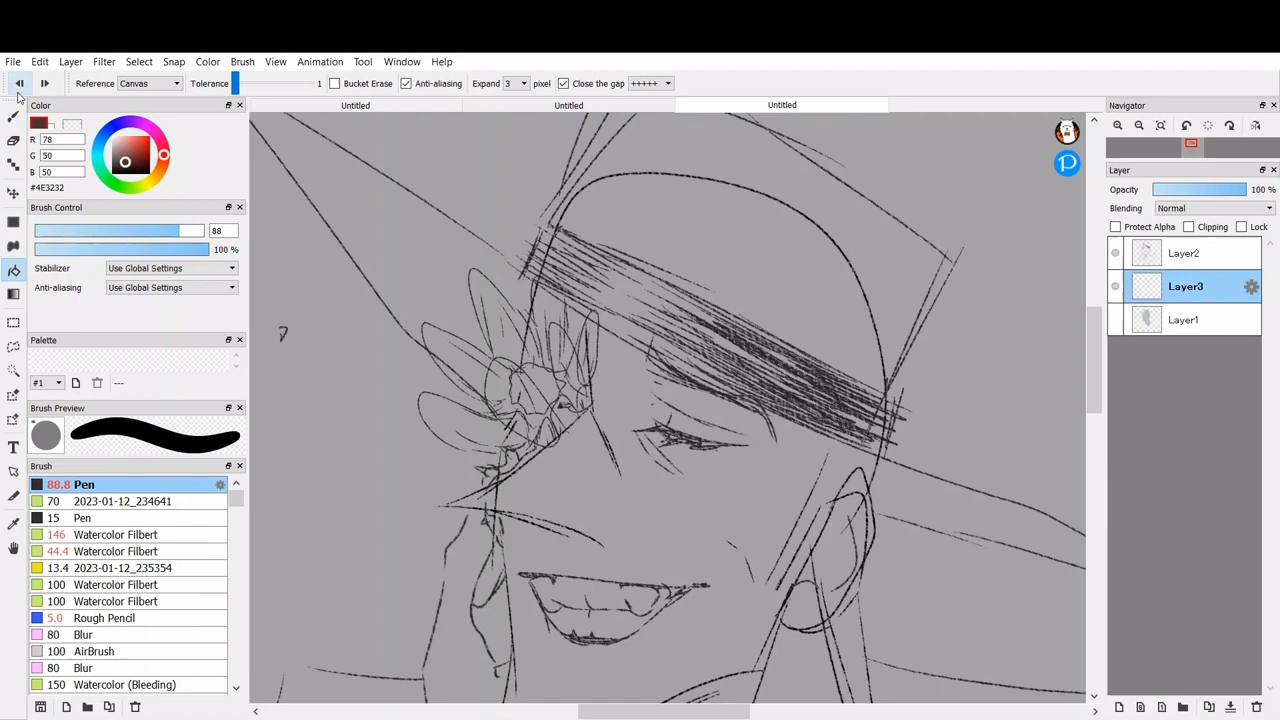 File Edit Layer Filter Select Snap Color Brush View Animation Tool Window Help
Reference Canvas Tolerance 1 Bucket Erase Anti-aliasing Expand 3 pixel Close the gap +++++
Color
Untitled Untitled Untitled
Navigator
R 78
G 50
B 50
#4E3232
Brush Control
88
100 %
Stabilizer Use Global Settings
Anti-aliasing Use Global Settings
Palette
#1 ---
Brush Preview
Brush
88.8 Pen
70 2023-01-12_234641
15 Pen
146 Watercolor Filbert
44.4 Watercolor Filbert
13.4 2023-01-12_235354
100 Watercolor Filbert
100 Watercolor Filbert
5.0 Rough Pencil
80 Blur
100 AirBrush
80 Blur
150 Watercolor (Bleeding)
Layer
Opacity 100 %
Blending Normal
Protect Alpha Clipping Lock
Layer2
Layer3
Layer1